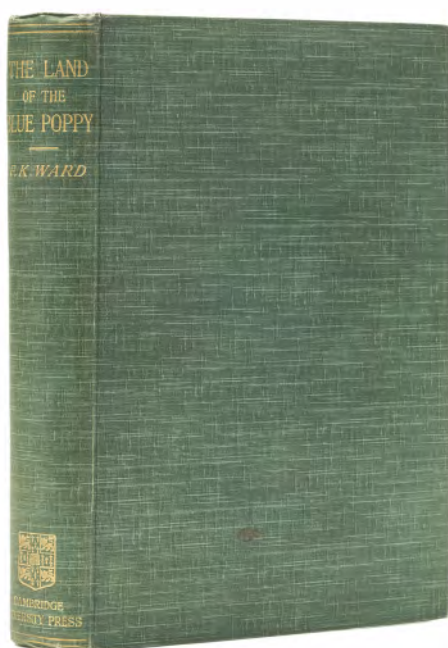 THE LAND
OF THE
BLUE POPPY
F.K.WARD
CAMBRIDGE
UNIVERSITY PRESS